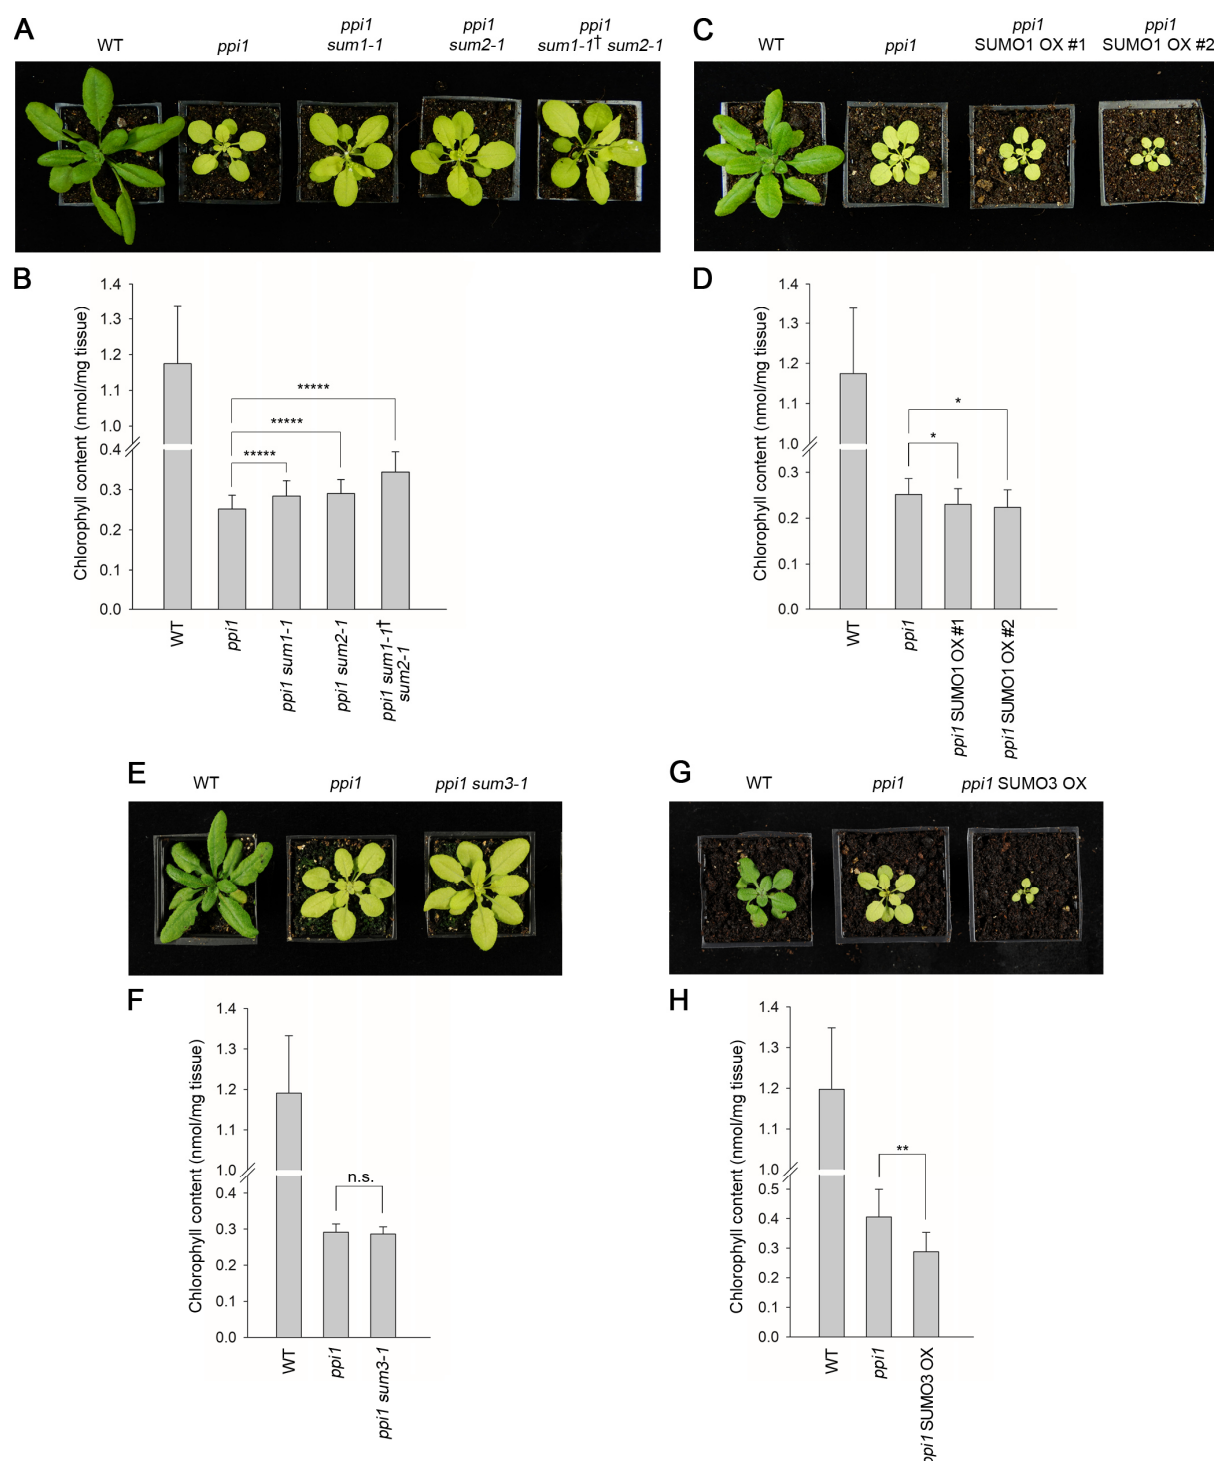 A
WT
ppi1
ppi1
sum1-1
ppi1
sum2-1
ppi1
sum1-1† sum2-1
C
WT
ppi1
ppi1
SUMO1 OX #1
ppi1
SUMO1 OX #2
B
Chlorophyll content (nmol/mg tissue)
1.4
1.3
1.2
1.1
1.0
0.4
0.3
0.2
0.1
0.0
*****
*****
*****
WT
ppi1
ppi1 sum1-1
ppi1 sum2-1
ppi1 sum1-1†
sum2-1
D
Chlorophyll content (nmol/mg tissue)
1.4
1.3
1.2
1.1
1.0
0.3
0.2
0.1
0.0
*
*
WT
ppi1
ppi1 SUMO1 OX #1
ppi1 SUMO1 OX #2
E
WT
ppi1
ppi1 sum3-1
G
WT
ppi1
ppi1 SUMO3 OX
F
Chlorophyll content (nmol/mg tissue)
1.4
1.3
1.2
1.1
1.0
0.4
0.3
0.2
0.1
0.0
n.s.
WT
ppi1
ppi1 sum3-1
H
Chlorophyll content (nmol/mg tissue)
1.4
1.3
1.2
1.1
1.0
0.5
0.4
0.3
0.2
0.1
0.0
**
WT
ppi1
ppi1 SUMO3 OX